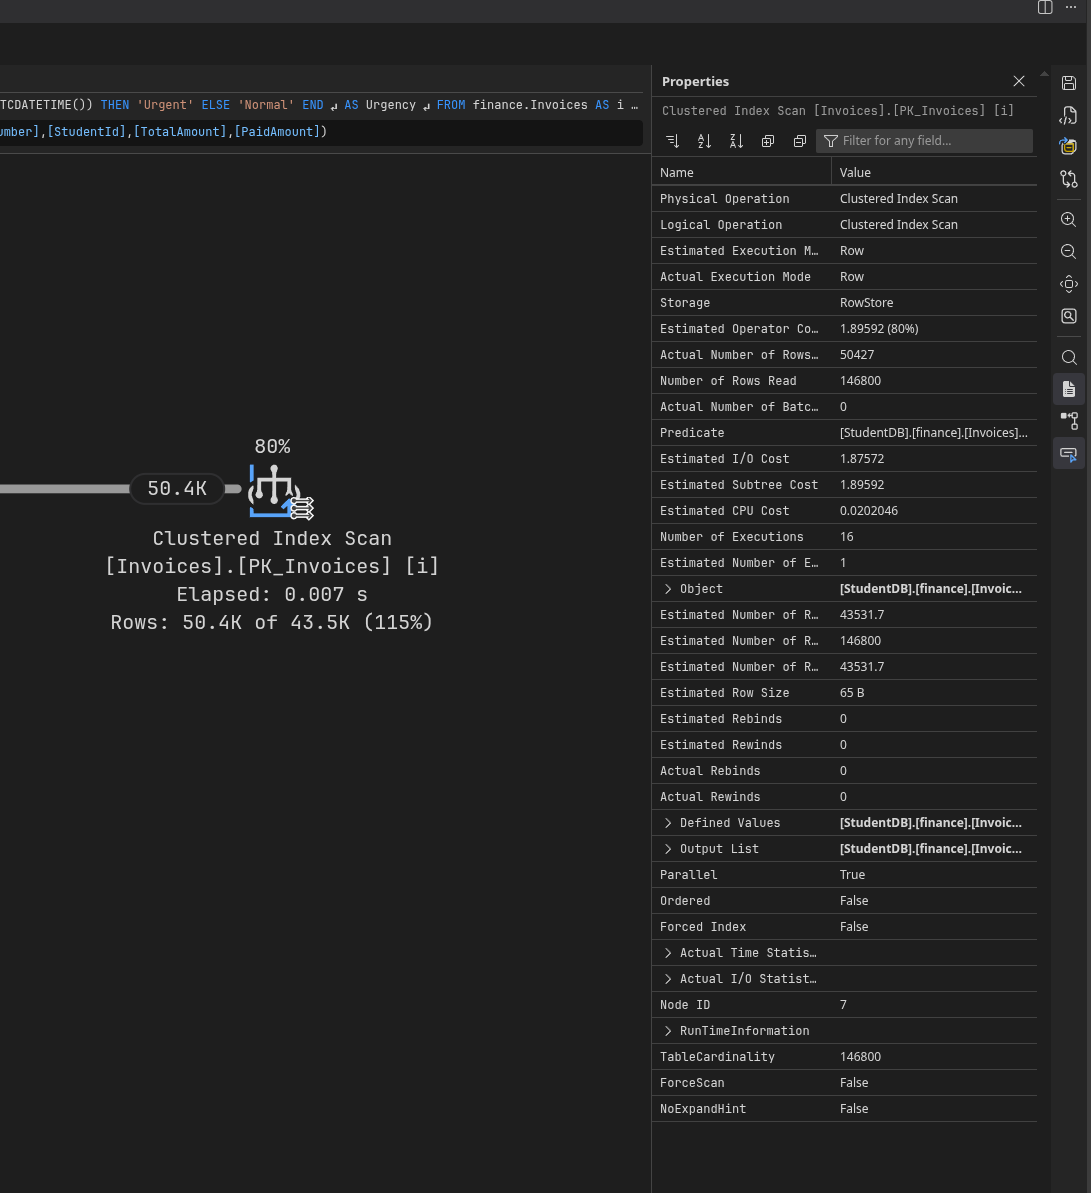 TCDATETIME()) THEN 'Urgent' ELSE 'Normal' END ↲ AS Urgency ↲ FROM finance.Invoices AS i …
umber],[StudentId],[TotalAmount],[PaidAmount])
80%
50.4K
Clustered Index Scan
[Invoices].[PK_Invoices] [i]
Elapsed: 0.007 s
Rows: 50.4K of 43.5K (115%)
Properties
Clustered Index Scan [Invoices].[PK_Invoices] [i]
Filter for any field...
Name Value
Physical Operation Clustered Index Scan
Logical Operation Clustered Index Scan
Estimated Execution M… Row
Actual Execution Mode Row
Storage RowStore
Estimated Operator Co… 1.89592 (80%)
Actual Number of Rows… 50427
Number of Rows Read 146800
Actual Number of Batc… 0
Predicate [StudentDB].[finance].[Invoices]...
Estimated I/O Cost 1.87572
Estimated Subtree Cost 1.89592
Estimated CPU Cost 0.0202046
Number of Executions 16
Estimated Number of E… 1
Object [StudentDB].[finance].[Invoic...
Estimated Number of R… 43531.7
Estimated Number of R… 146800
Estimated Number of R… 43531.7
Estimated Row Size 65 B
Estimated Rebinds 0
Estimated Rewinds 0
Actual Rebinds 0
Actual Rewinds 0
Defined Values [StudentDB].[finance].[Invoic...
Output List [StudentDB].[finance].[Invoic...
Parallel True
Ordered False
Forced Index False
Actual Time Statis…
Actual I/O Statist…
Node ID 7
RunTimeInformation
TableCardinality 146800
ForceScan False
NoExpandHint False